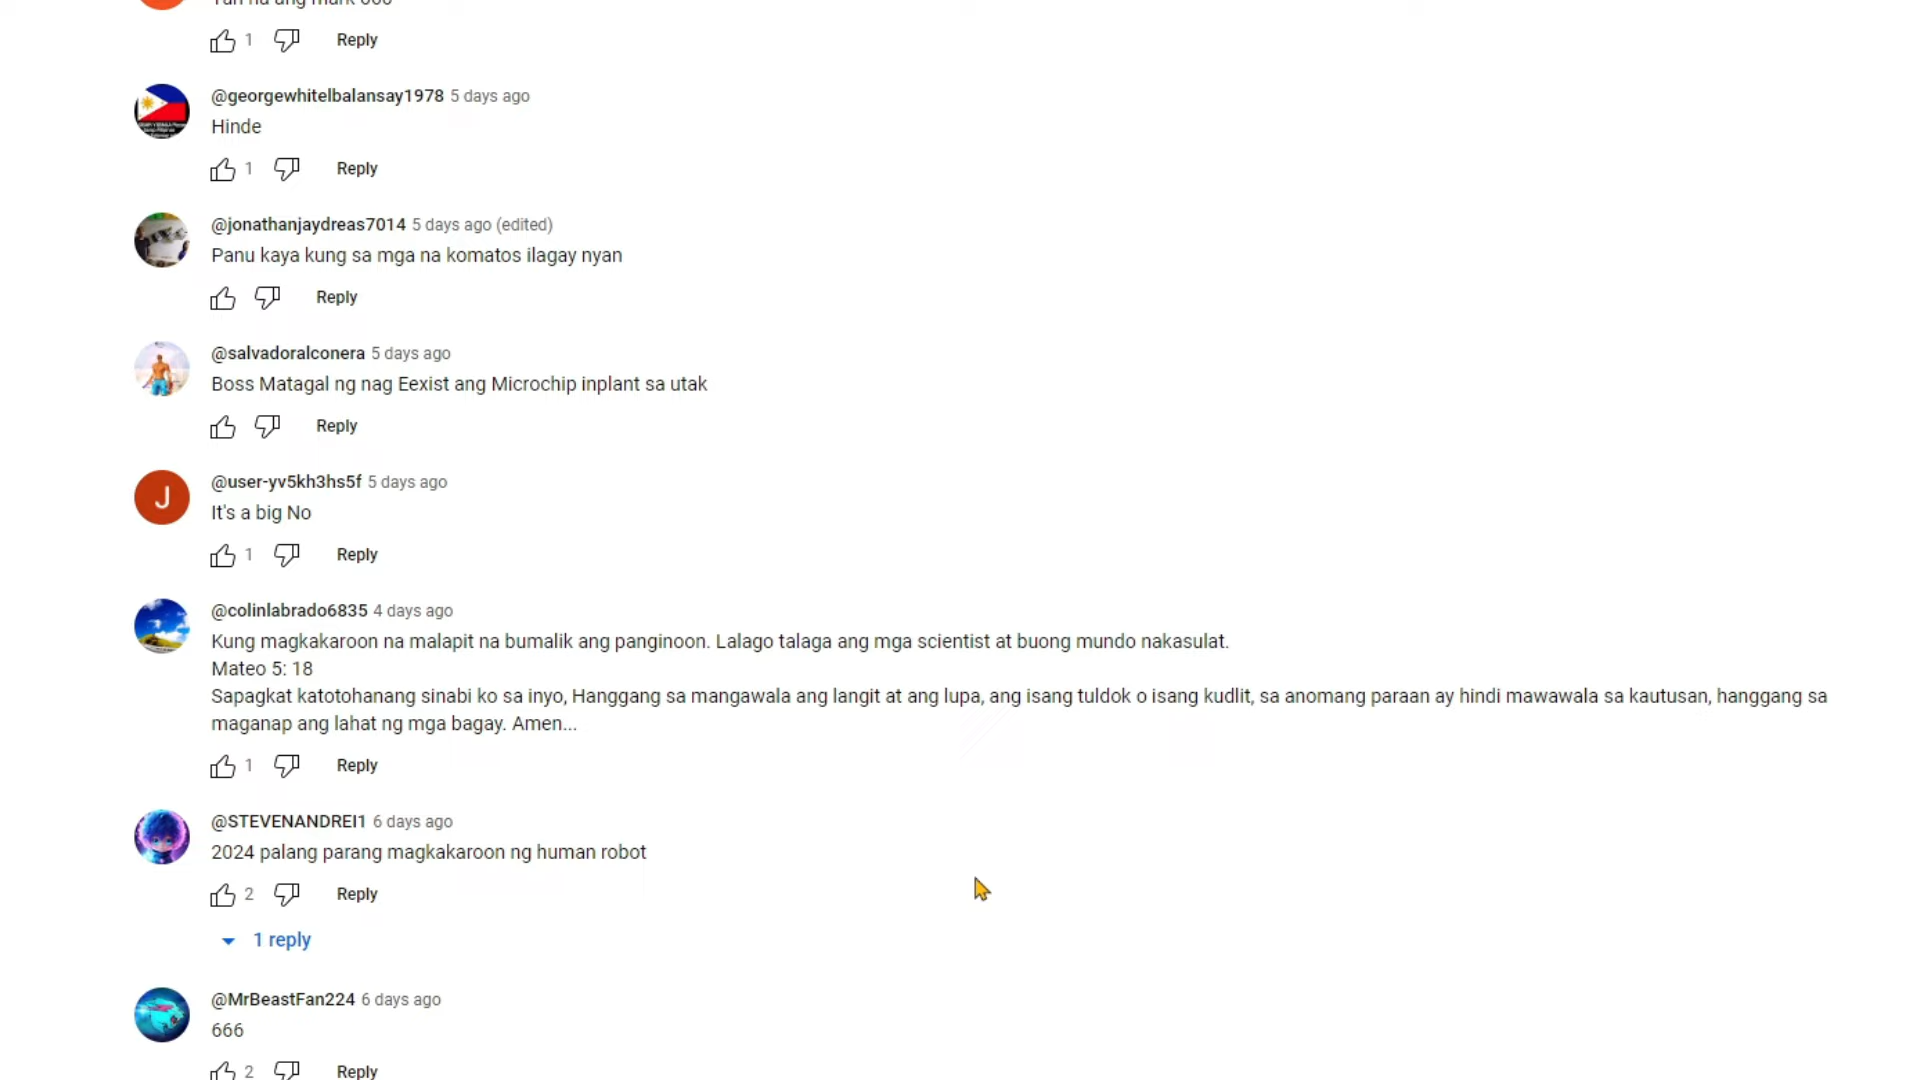 Yan na ang mark 666
1 Reply
@georgewhitelbalansay1978 5 days ago
Hinde
1 Reply
@jonathanjaydreas7014 5 days ago (edited)
Panu kaya kung sa mga na komatos ilagay nyan
Reply
@salvadoralconera 5 days ago
Boss Matagal ng nag Eexist ang Microchip inplant sa utak
Reply
J
@user-yv5kh3hs5f 5 days ago
It's a big No
1 Reply
@colinlabrado6835 4 days ago
Kung magkakaroon na malapit na bumalik ang panginoon. Lalago talaga ang mga scientist at buong mundo nakasulat.
Mateo 5: 18
Sapagkat katotohanang sinabi ko sa inyo, Hanggang sa mangawala ang langit at ang lupa, ang isang tuldok o isang kudlit, sa anomang paraan ay hindi mawawala sa kautusan, hanggang sa
maganap ang lahat ng mga bagay. Amen...
1 Reply
@STEVENANDREI1 6 days ago
2024 palang parang magkakaroon ng human robot
2 Reply
1 reply
@MrBeastFan224 6 days ago
666
2 Reply